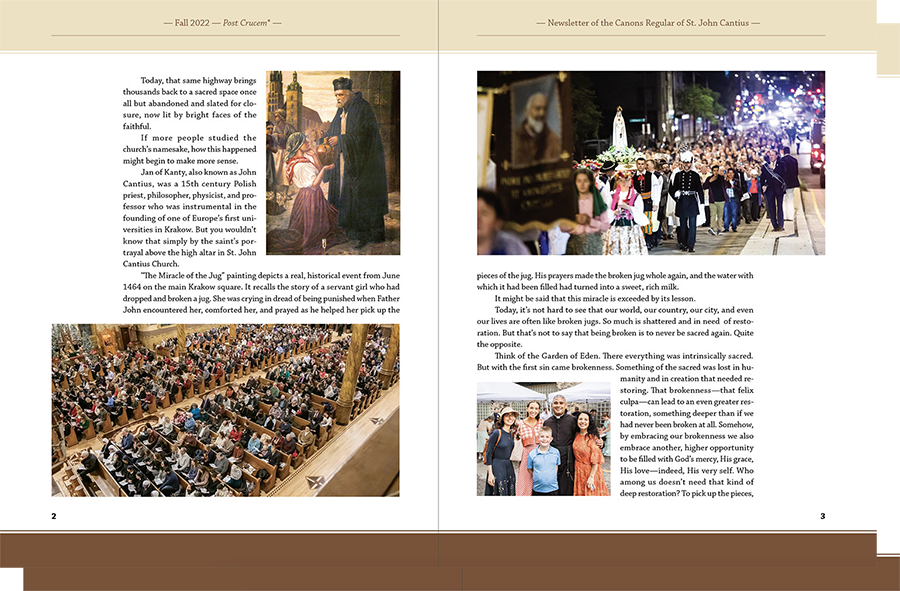 — Fall 2022 — Post Crucem* —
Today, that same highway brings
thousands back to a sacred space once
all but abandoned and slated for clo-
sure, now lit by bright faces of the
faithful.
If more people studied the
church's namesake, how this happened
might begin to make more sense.
Jan of Kanty, also known as John
Cantius, was a 15th century Polish
priest, philosopher, physicist, and pro-
fessor who was instrumental in the
founding of one of Europe's first uni-
versities in Krakow. But you wouldn't
know that simply by the saint's por-
trayal above the high altar in St. John
Cantius Church.
"The Miracle of the Jug" painting depicts a real, historical event from June
1464 on the main Krakow square. It recalls the story of a servant girl who had
dropped and broken a jug. She was crying in dread of being punished when Father
John encountered her, comforted her, and prayed as he helped her pick up the
2
— Newsletter of the Canons Regular of St. John Cantius —
pieces of the jug. His prayers made the broken jug whole again, and the water with
which it had been filled had turned into a sweet, rich milk.
It might be said that this miracle is exceeded by its lesson.
Today, it's not hard to see that our world, our country, our city, and even
our lives are often like broken jugs. So much is shattered and in need of resto-
ration. But that's not to say that being broken is to never be sacred again. Quite
the opposite.
Think of the Garden of Eden. There everything was intrinsically sacred.
But with the first sin came brokenness. Something of the sacred was lost in hu-
manity and in creation that needed re-
storing. That brokenness—that felix
culpa—can lead to an even greater res-
toration, something deeper than if we
had never been broken at all. Somehow,
by embracing our brokenness we also
embrace another, higher opportunity
to be filled with God's mercy, His grace,
His love—indeed, His very self. Who
among us doesn't need that kind of
deep restoration? To pick up the pieces,
3